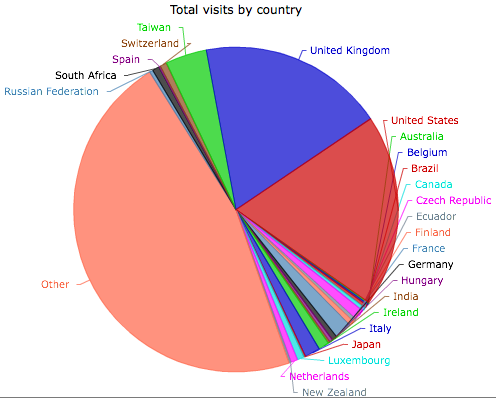 Total visits by country
Taiwan
Switzerland
Spain
South Africa
Russian Federation
Other
United Kingdom
United States
Australia
Belgium
Brazil
Canada
Czech Republic
Ecuador
Finland
France
Germany
Hungary
India
Ireland
Italy
Japan
Luxembourg
Netherlands
New Zealand